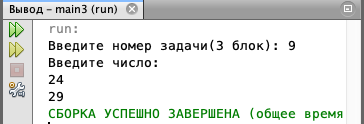 Вывод – main3 (run)
run:
Введите номер задачи(3 блок): 9
Введите число:
24
29
СБОРКА УСПЕШНО ЗАВЕРШЕНА (общее время